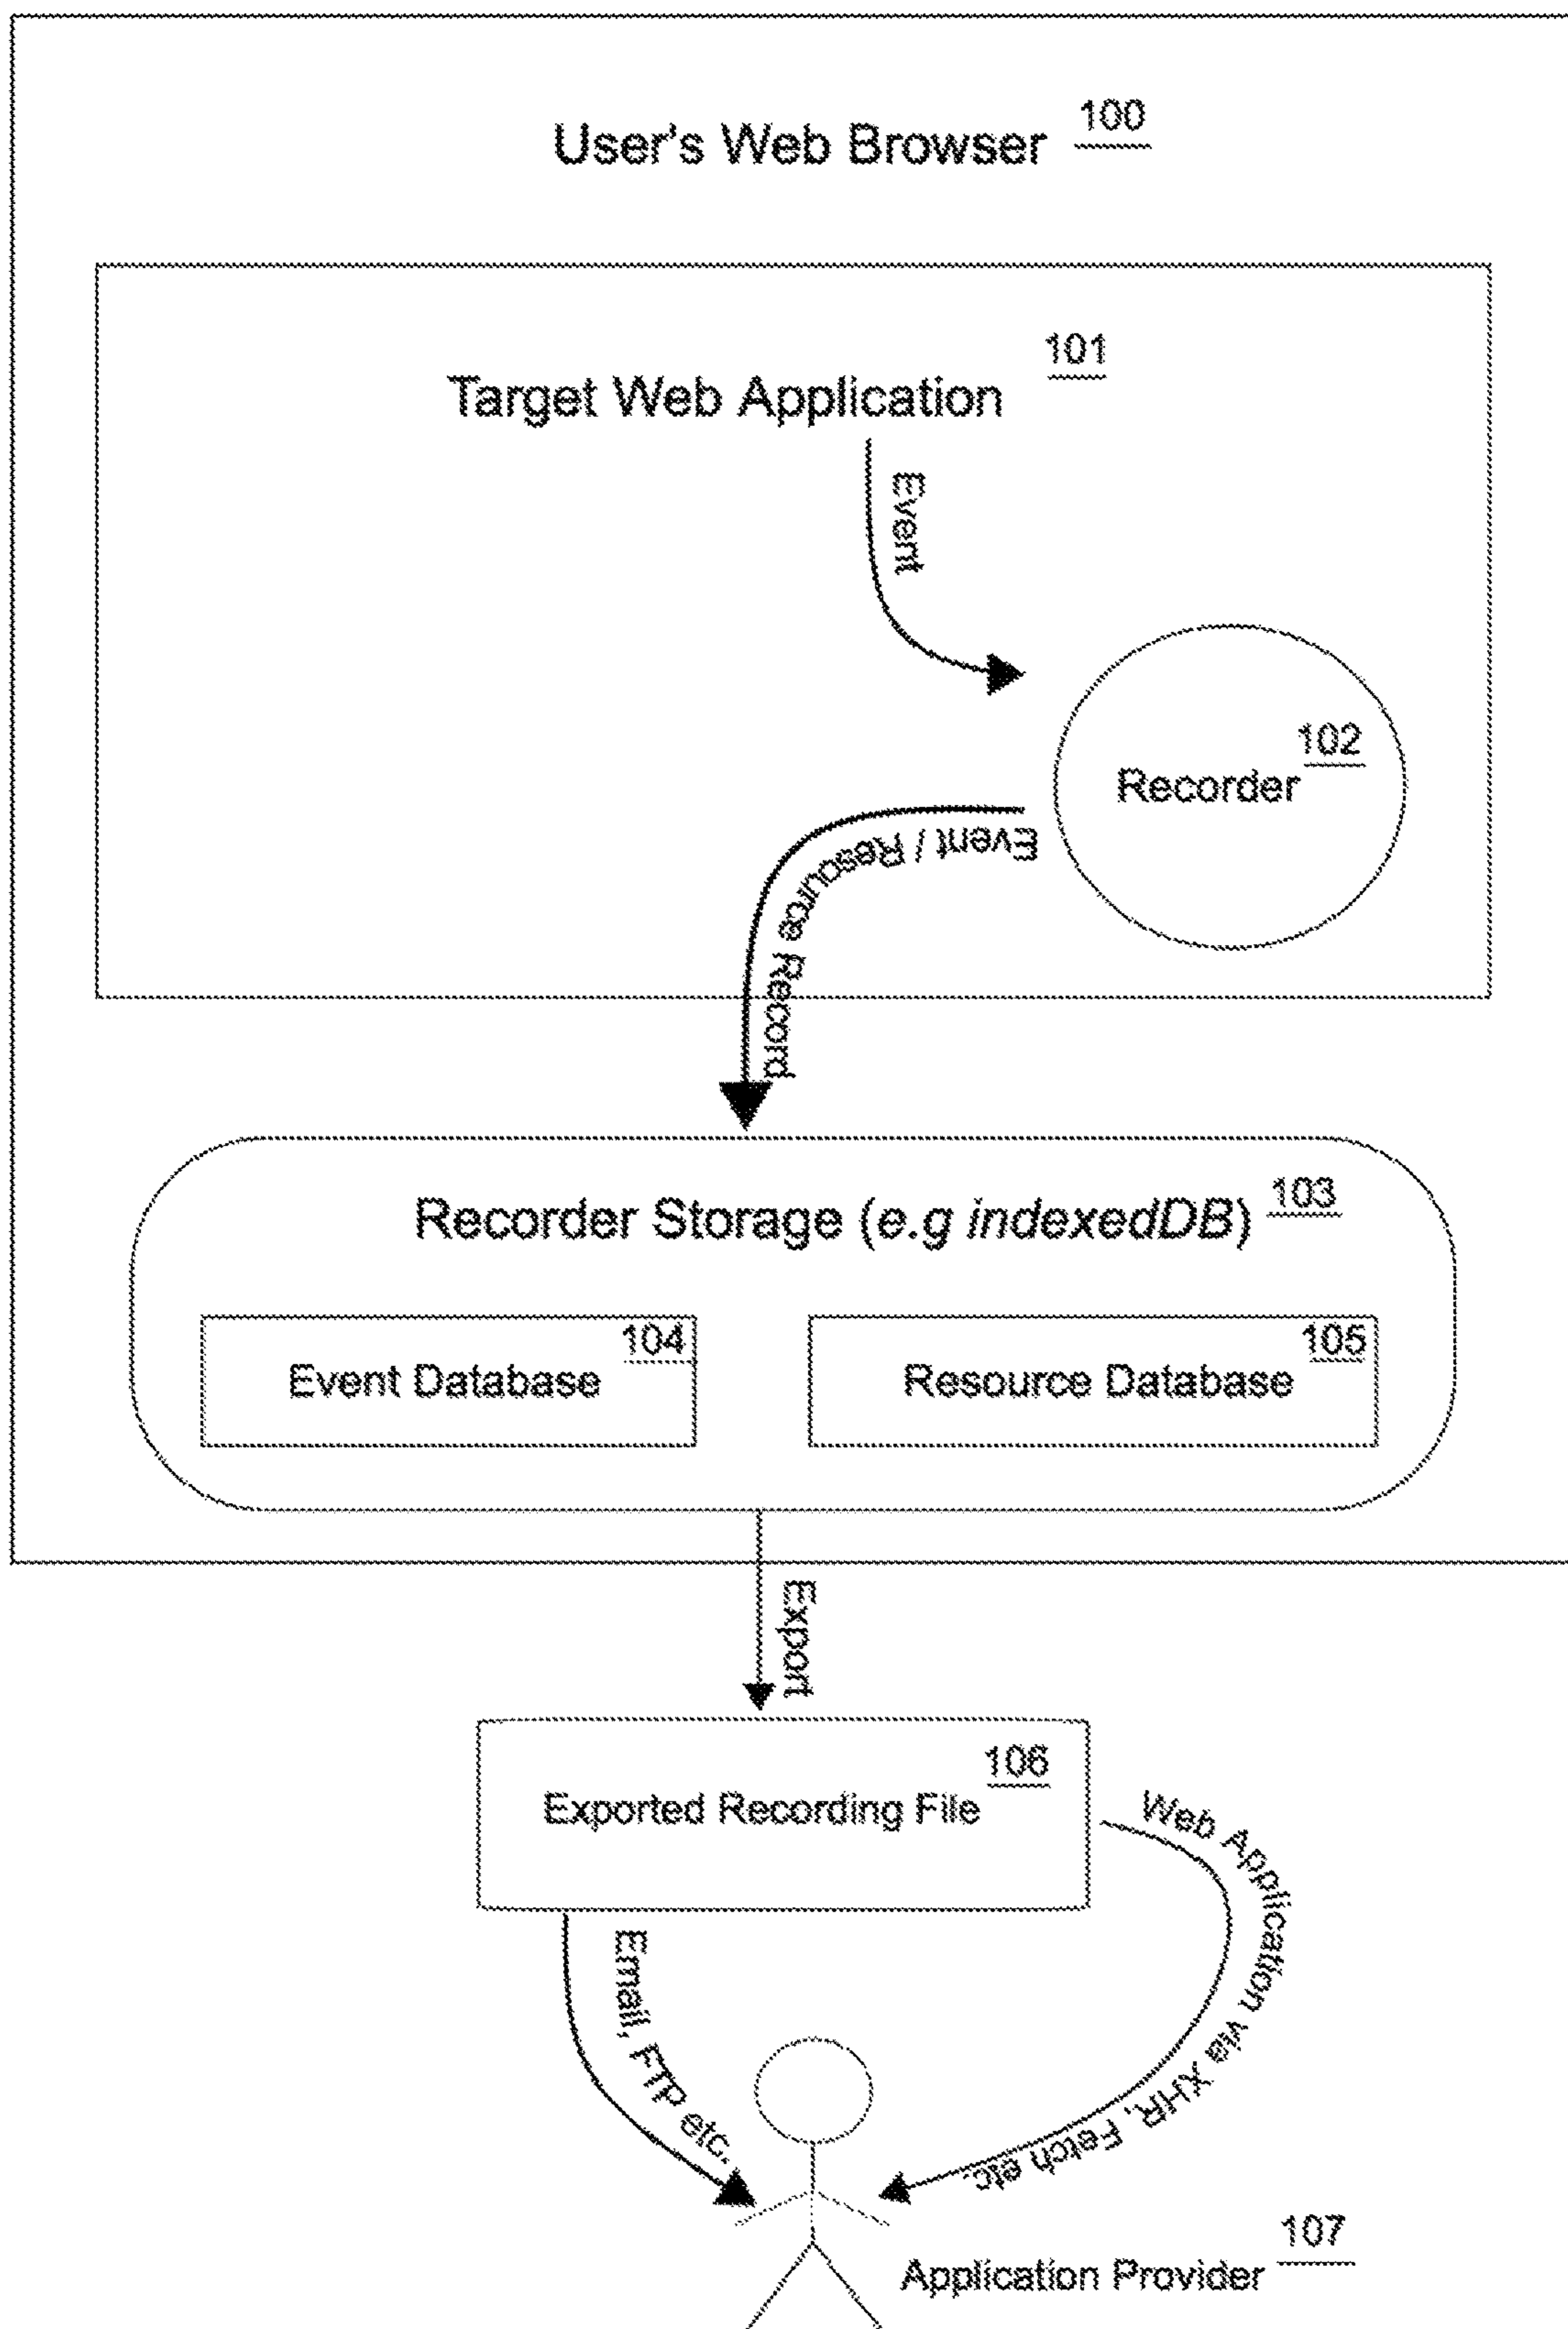 User's Web Browser 100
Target Web Application 101
Event
Recorder 102
Event / Resource Record
Recorder Storage (e.g indexedDB) 103
Event Database 104
Resource Database 105
Export
Exported Recording File 106
Web Application via XHR, Fetch etc.
Email, FTP etc.
Application Provider 107